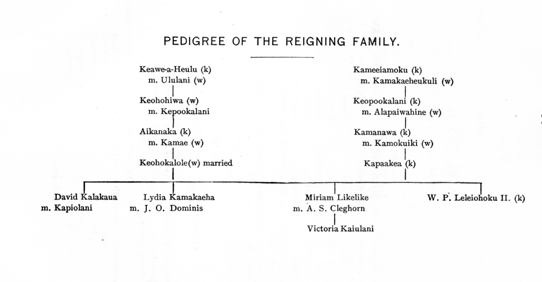 PEDIGREE OF THE REIGNING FAMILY.
Keawe-a-Heulu (k)
m. Ululani (w)
Keohohiwa (w)
m. Kepookalani
Aikanaka (k)
m. Kamae (w)
Keohokalole(w) married
Kameeiamoku (k)
m. Kamakaeheukuli (w)
Keopookalani (k)
m. Alapaiwahine (w)
Kamanawa (k)
m. Kamokuiki (w)
Kapaakea (k)
David Kalakaua
m. Kapiolani
Lydia Kamakaeha
m. J. O. Dominis
Miriam Likelike
m. A. S. Cleghorn
Victoria Kaiulani
W. P. Leleiohoku II. (k)